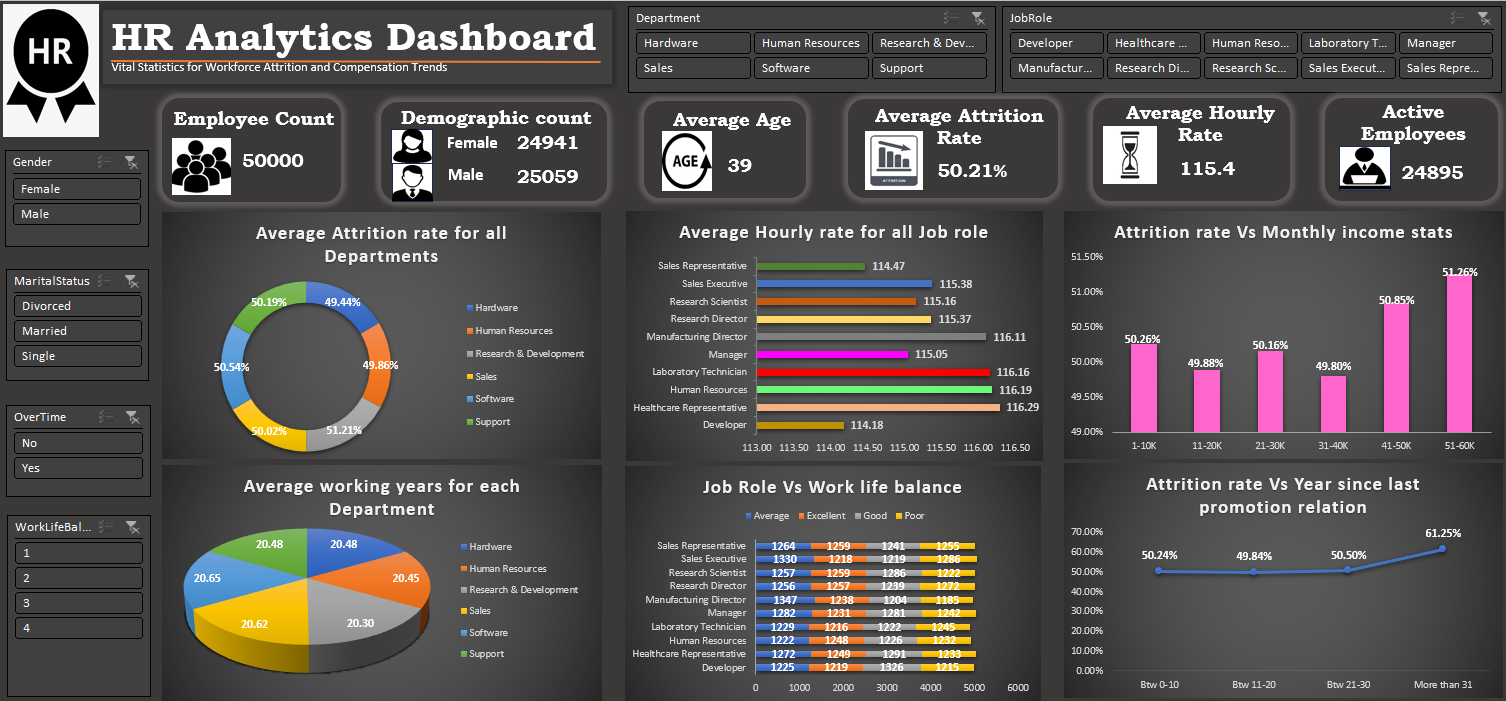 HR
HR Analytics Dashboard
Vital Statistics for Workforce Attrition and Compensation Trends
Department
Hardware
Human Resources
Research & Dev...
Sales
Software
Support
JobRole
Developer
Healthcare ...
Human Reso...
Laboratory T...
Manager
Manufactur...
Research Di...
Research Sc...
Sales Execut...
Sales Repre...
Employee Count
50000
Demographic count
Female 24941
Male 25059
Average Age
AGE
39
Average Attrition
Rate
ATTRITION
50.21%
Average Hourly
Rate
115.4
Active
Employees
24895
Gender
Female
Male
MaritalStatus
Divorced
Married
Single
OverTime
No
Yes
WorkLifeBal...
1
2
3
4
Average Attrition rate for all
Departments
50.19%
49.44%
50.54%
49.86%
50.02%
51.21%
Hardware
Human Resources
Research & Development
Sales
Software
Support
Average Hourly rate for all Job role
Sales Representative 114.47
Sales Executive 115.38
Research Scientist 115.16
Research Director 115.37
Manufacturing Director 116.11
Manager 115.05
Laboratory Technician 116.16
Human Resources 116.19
Healthcare Representative 116.29
Developer 114.18
113.00 113.50 114.00 114.50 115.00 115.50 116.00 116.50
Attrition rate Vs Monthly income stats
51.50%
51.00%
50.50%
50.00%
49.50%
49.00%
50.26%
49.88%
50.16%
49.80%
50.85%
51.26%
1-10K 11-20K 21-30K 31-40K 41-50K 51-60K
Average working years for each
Department
20.48
20.48
20.65
20.45
20.62
20.30
Hardware
Human Resources
Research & Development
Sales
Software
Support
Job Role Vs Work life balance
Average Excellent Good Poor
Sales Representative 1264 1259 1241 1255
Sales Executive 1330 1218 1219 1286
Research Scientist 1257 1259 1286 1222
Research Director 1256 1257 1239 1272
Manufacturing Director 1347 1238 1204 1185
Manager 1282 1231 1281 1242
Laboratory Technician 1229 1216 1222 1245
Human Resources 1222 1248 1226 1232
Healthcare Representative 1272 1249 1291 1233
Developer 1225 1219 1326 1215
0 1000 2000 3000 4000 5000 6000
Attrition rate Vs Year since last
promotion relation
70.00%
60.00%
50.00%
40.00%
30.00%
20.00%
10.00%
0.00%
50.24%
49.84%
50.50%
61.25%
Btw 0-10 Btw 11-20 Btw 21-30 More than 31